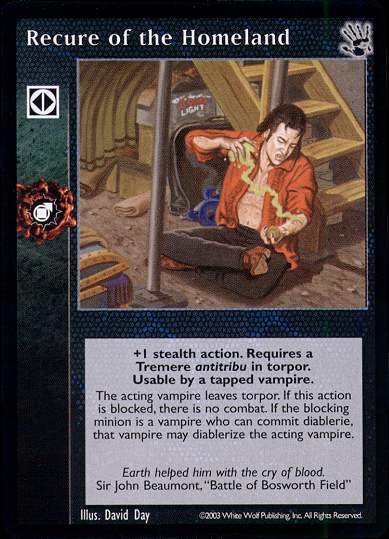 Recure of the Homeland
LIGHT
+1 stealth action. Requires a
Tremere antitribu in torpor.
Usable by a tapped vampire.
The acting vampire leaves torpor. If this action
is blocked, there is no combat. If the blocking
minion is a vampire who can commit diablerie,
that vampire may diablerize the acting vampire.
Earth helped him with the cry of blood.
Sir John Beaumont, “Battle of Bosworth Field”
Illus. David Day
©2003 White Wolf Publishing, Inc. All Rights Reserved.